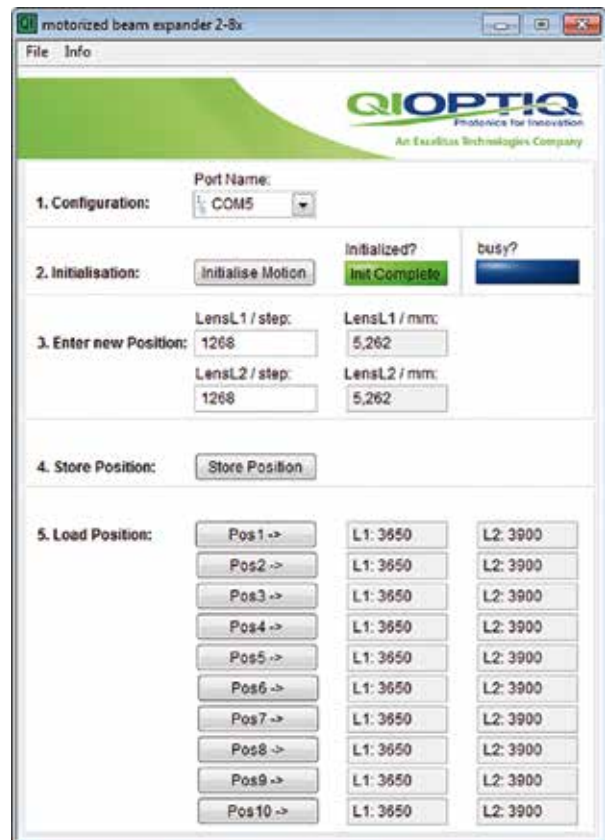 motorized beam expander 2-8x
File Info
QIOPTIQ
Photonics for Innovation
An Excelitas Technologies Company
Port Name:
1. Configuration: COM5
Initialized? busy?
2. Initialisation: Initialise Motion Init Complete
LensL1 / step: LensL1 / mm:
3. Enter new Position: 1268 5,262
LensL2 / step: LensL2 / mm:
1268 5,262
4. Store Position: Store Position
5. Load Position: Pos1 -> L1: 3650 L2: 3900
Pos2 -> L1: 3650 L2: 3900
Pos3 -> L1: 3650 L2: 3900
Pos4 -> L1: 3650 L2: 3900
Pos5 -> L1: 3650 L2: 3900
Pos6 -> L1: 3650 L2: 3900
Pos7 -> L1: 3650 L2: 3900
Pos8 -> L1: 3650 L2: 3900
Pos9 -> L1: 3650 L2: 3900
Pos10 -> L1: 3650 L2: 3900